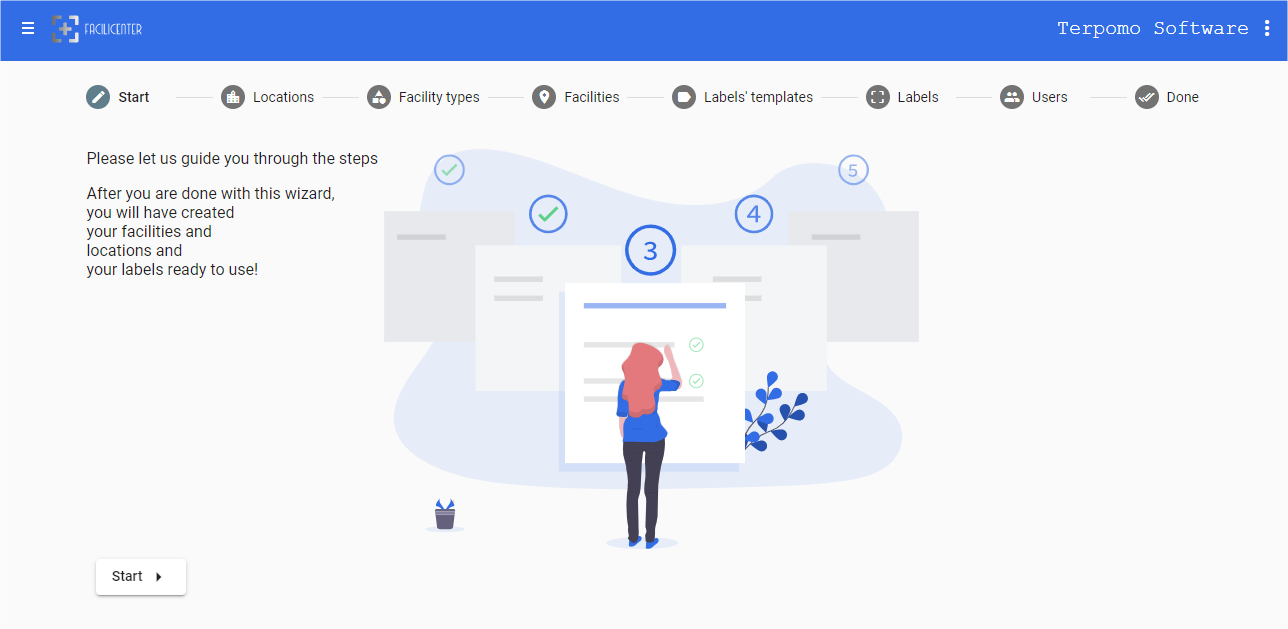 FACILICENTER
Terpomo Software
Start
Locations
Facility types
Facilities
Labels' templates
Labels
Users
Done
Please let us guide you through the steps
After you are done with this wizard,
you will have created
your facilities and
locations and
your labels ready to use!
3
4
5
Start